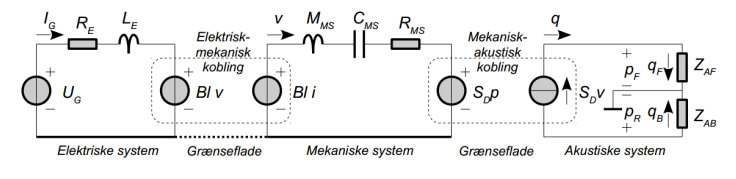 I_G R_E L_E Elektrisk-mekanisk kobling v M_MS C_MS R_MS Mekanisk-akustisk kobling q
+ + + + + p_F q_F Z_AF
U_G Bl v Bl i S_D p S_D v
− − − − − p_R q_B Z_AB
+
Elektriske system Grænseflade Mekaniske system Grænseflade Akustiske system